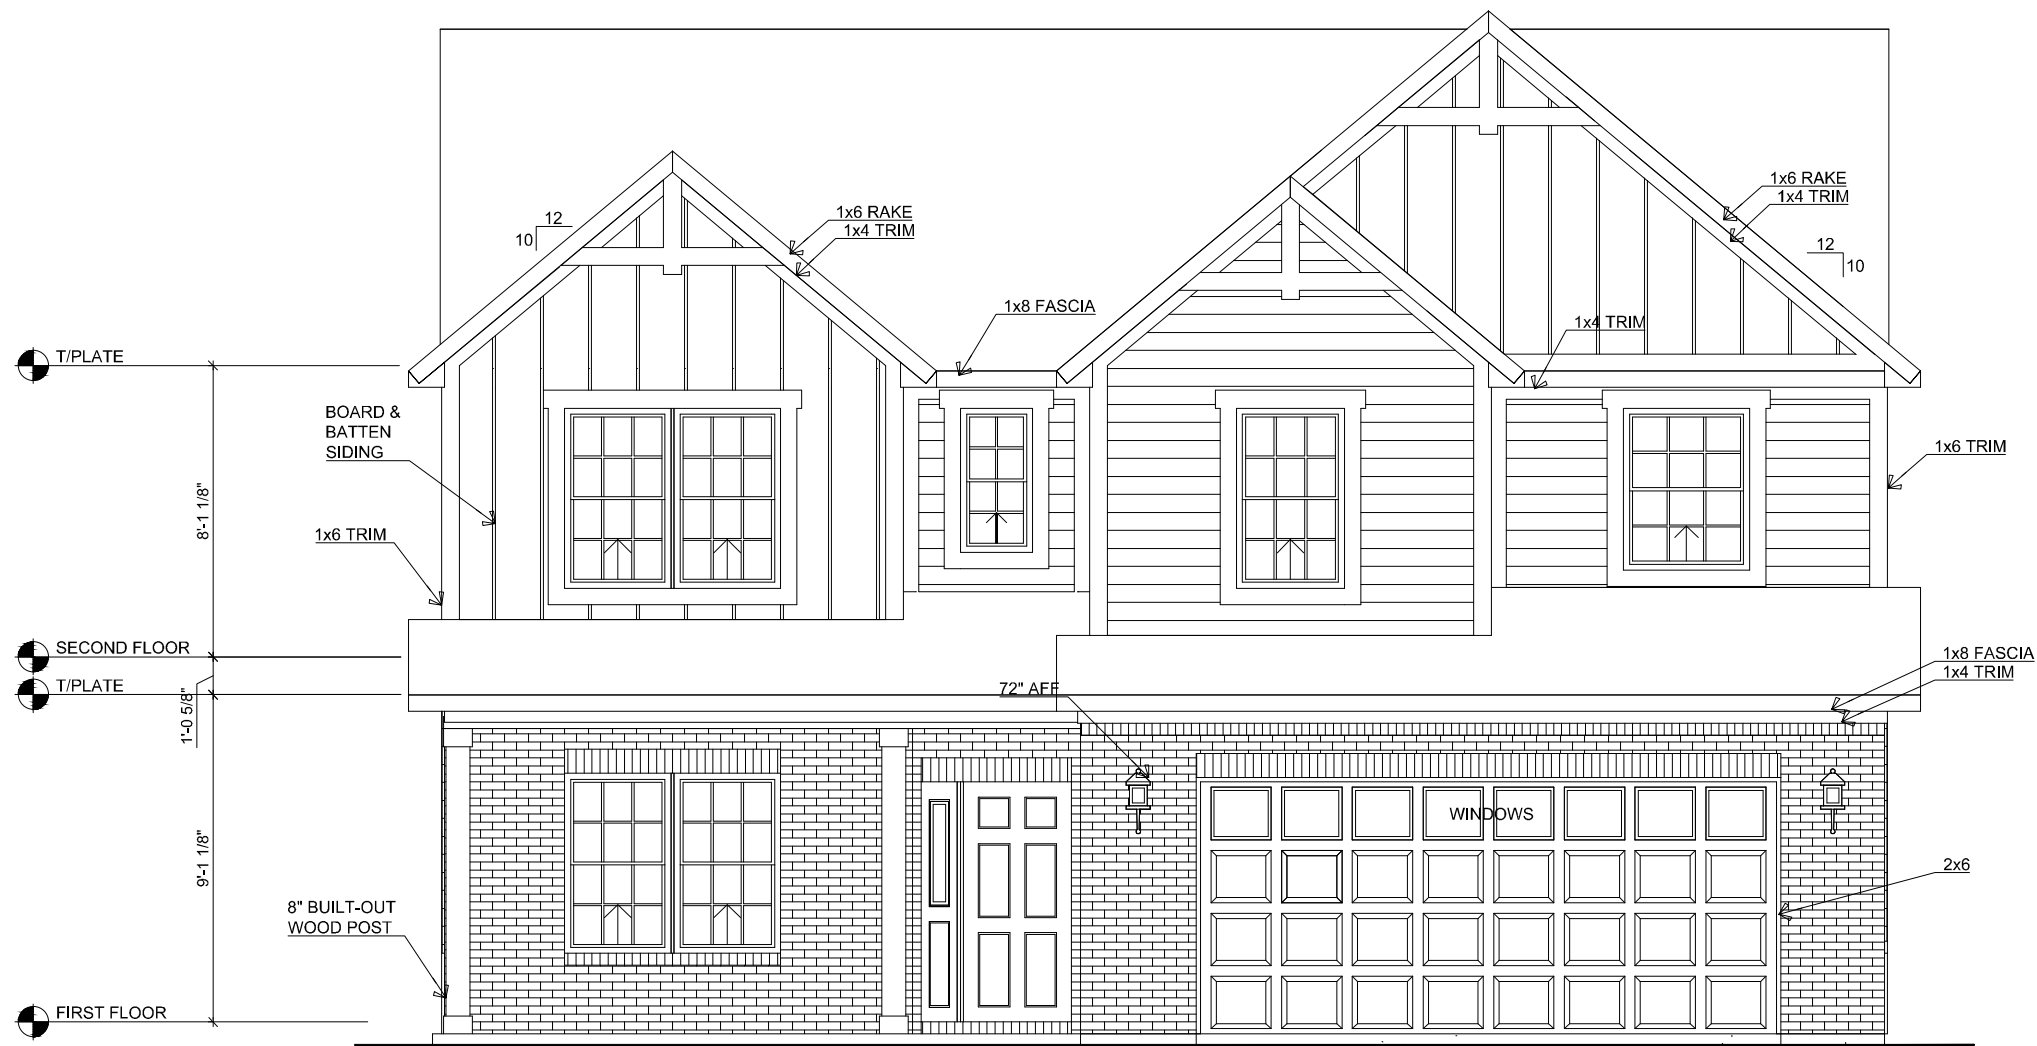 1x6 RAKE
1x4 TRIM
12
10
1x6 RAKE
1x4 TRIM
12
10
1x8 FASCIA
1x4 TRIM
T/PLATE
BOARD &
BATTEN
SIDING
1x6 TRIM
8'-1 1/8"
1x6 TRIM
SECOND FLOOR
1x8 FASCIA
1x4 TRIM
T/PLATE
72" AFF
1'-0 5/8"
WINDOWS
9'-1 1/8"
2x6
8" BUILT-OUT
WOOD POST
FIRST FLOOR